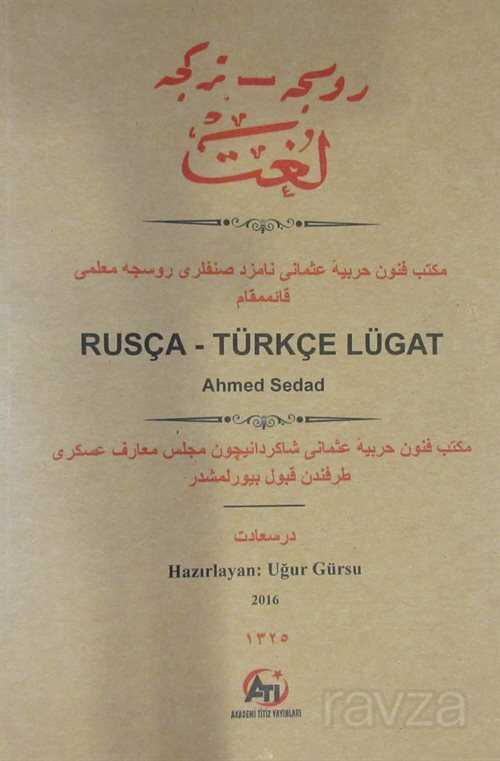 روسجه – تركجه
لُغَتْ
مكتب فنون حربيهٔ عثمانى نامزد صنفلرى روسجه معلمى
قائممقام
RUSÇA - TÜRKÇE LÜGAT
Ahmed Sedad
مكتب فنون حربيهٔ عثمانى شاكردانيچون مجلس معارف عسكرى
طرفندن قبول بيورلمشدر
درسعادت
Hazırlayan: Uğur Gürsu
2016
١٣٢٥
ATI
AKADEMİ TİTİZ YAYINLARI
ravza